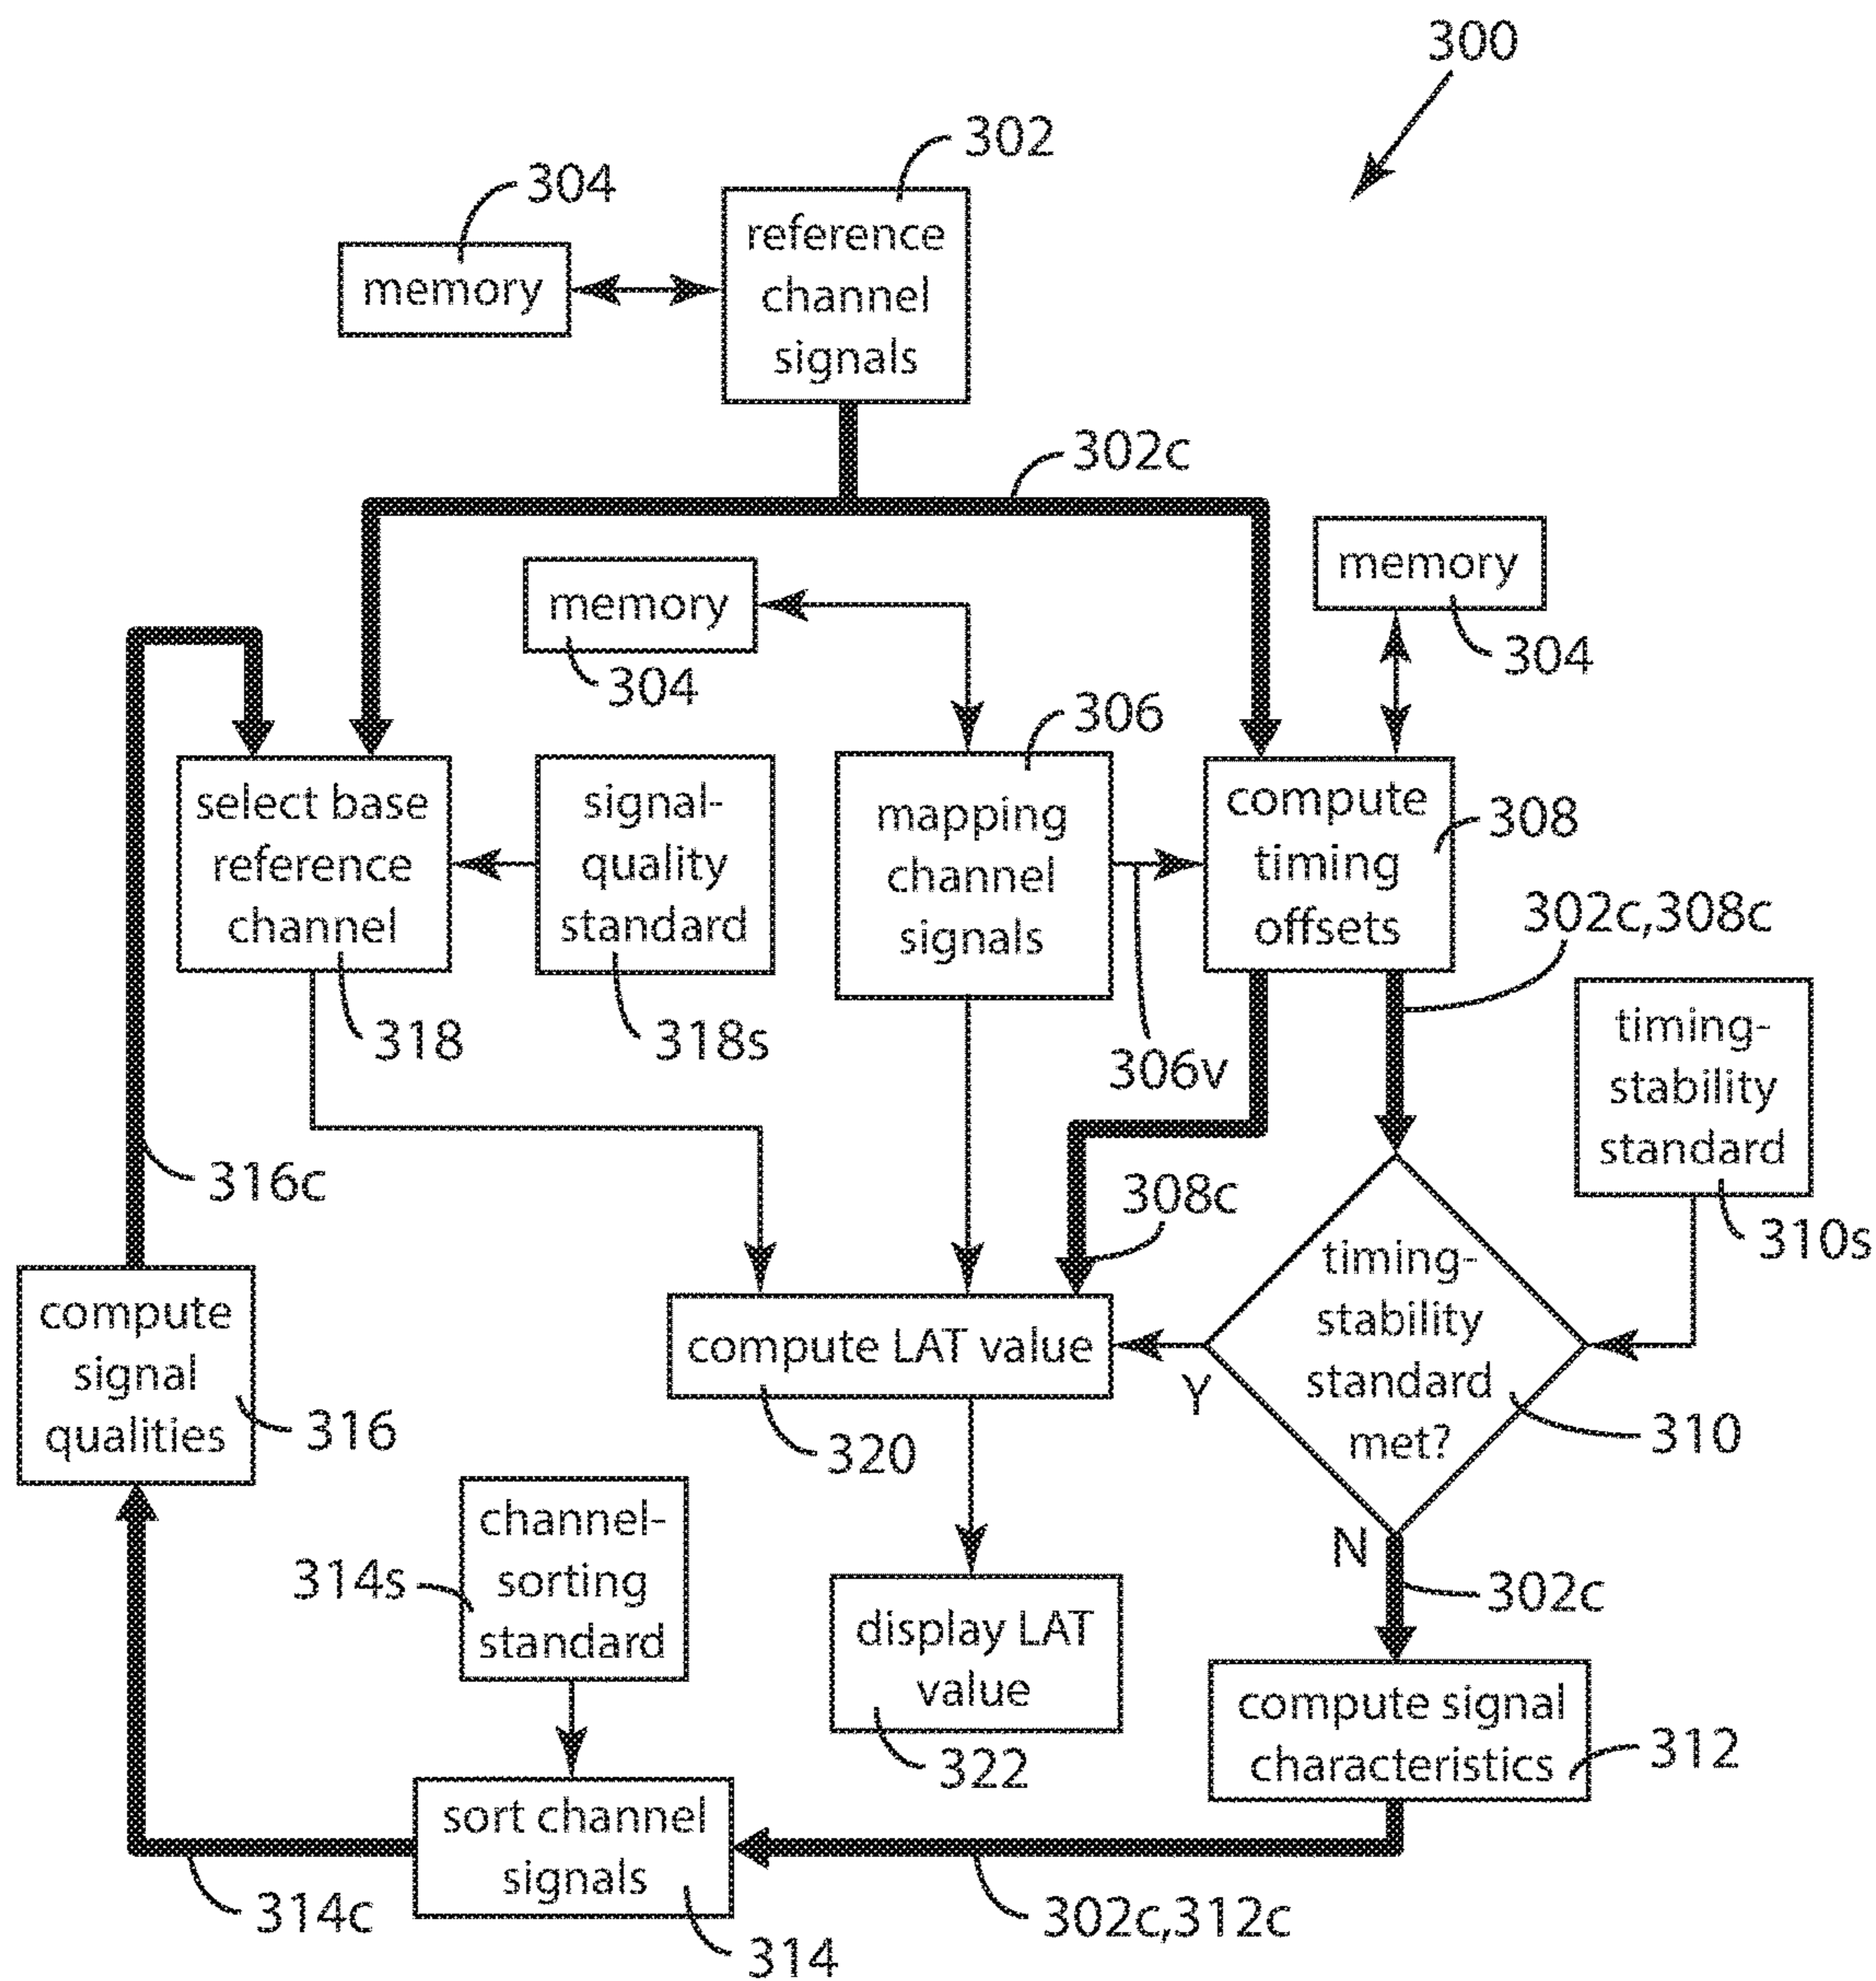 300
302
304
reference
channel
signals
memory
302c
memory
304
memory
304
306
select base
reference
channel
318
signal-
quality
standard
318s
mapping
channel
signals
306v
compute
timing
offsets
308
302c,308c
timing-
stability
standard
310s
316c
308c
compute
signal
qualities
316
compute LAT value
320
Y
timing-
stability
standard
met?
310
N
302c
channel-
sorting
standard
314s
display LAT
value
322
compute signal
characteristics
312
sort channel
signals
314
314c
302c,312c